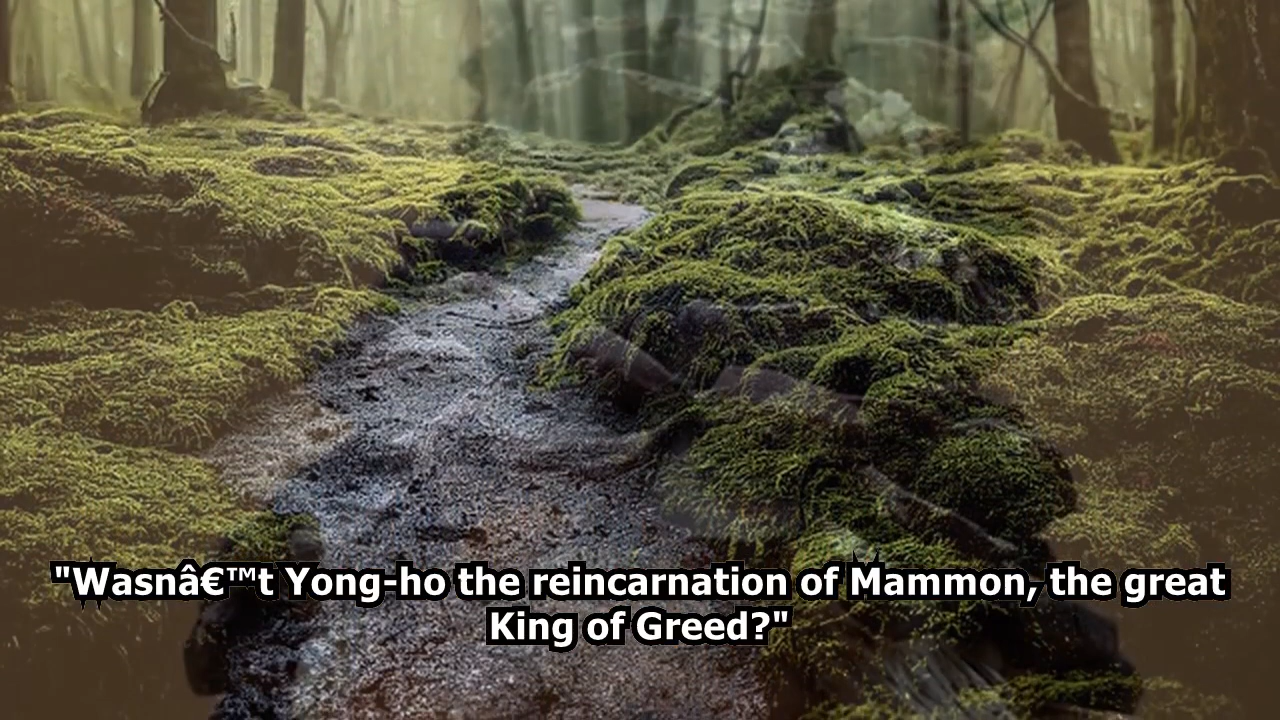 "Wasnâ€™t Yong-ho the reincarnation of Mammon, the great
King of Greed?"